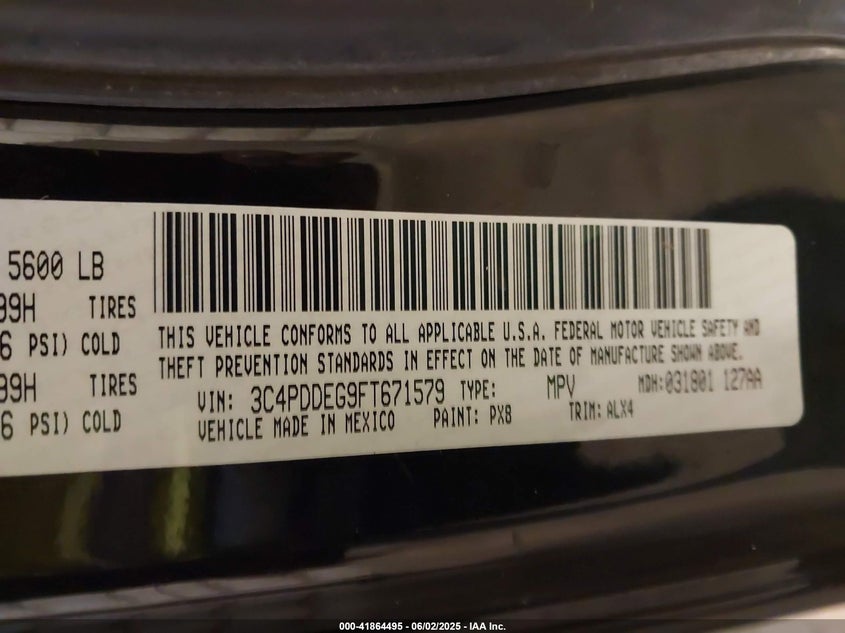 5600 LB
99H TIRES
6 PSI) COLD
99H TIRES
6 PSI) COLD
THIS VEHICLE CONFORMS TO ALL APPLICABLE U.S.A. FEDERAL MOTOR VEHICLE SAFETY AND
THEFT PREVENTION STANDARDS IN EFFECT ON THE DATE OF MANUFACTURE SHOWN ABOVE.
VIN: 3C4PDDEG9FT671579 TYPE: MPV MDH:031801 127AA
VEHICLE MADE IN MEXICO PAINT: PX8 TRIM:ALX4
000-41864495 - 06/02/2025 - IAA Inc.